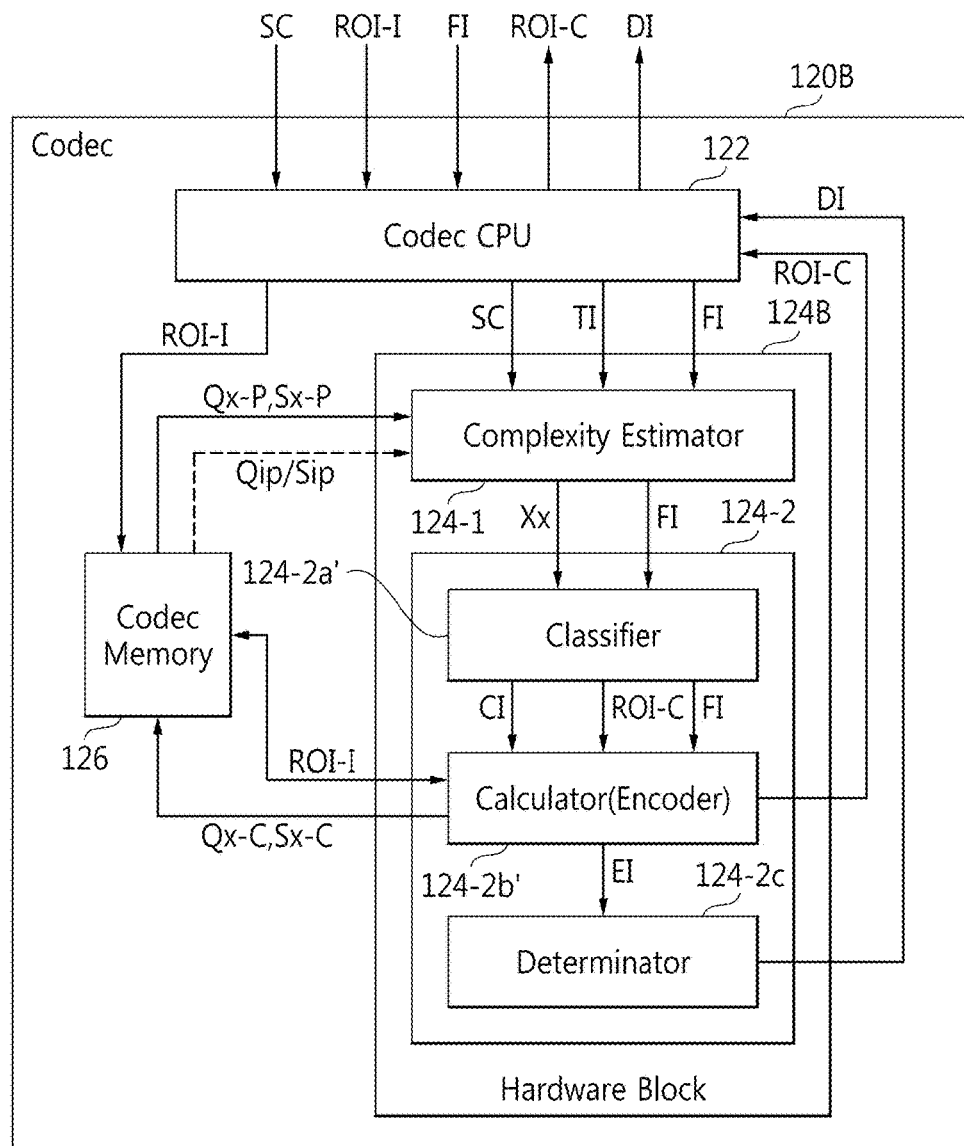 SC ROI-I FI ROI-C DI
120B
Codec
122
Codec CPU
DI
ROI-C
ROI-I
SC TI FI
124B
Qx-P,Sx-P
Complexity Estimator
Qip/Sip
124-1
Xx
FI
124-2
124-2a'
Codec
Memory
Classifier
CI ROI-C FI
126
ROI-I
Calculator(Encoder)
Qx-C,Sx-C
124-2b'
EI
124-2c
Determinator
Hardware Block